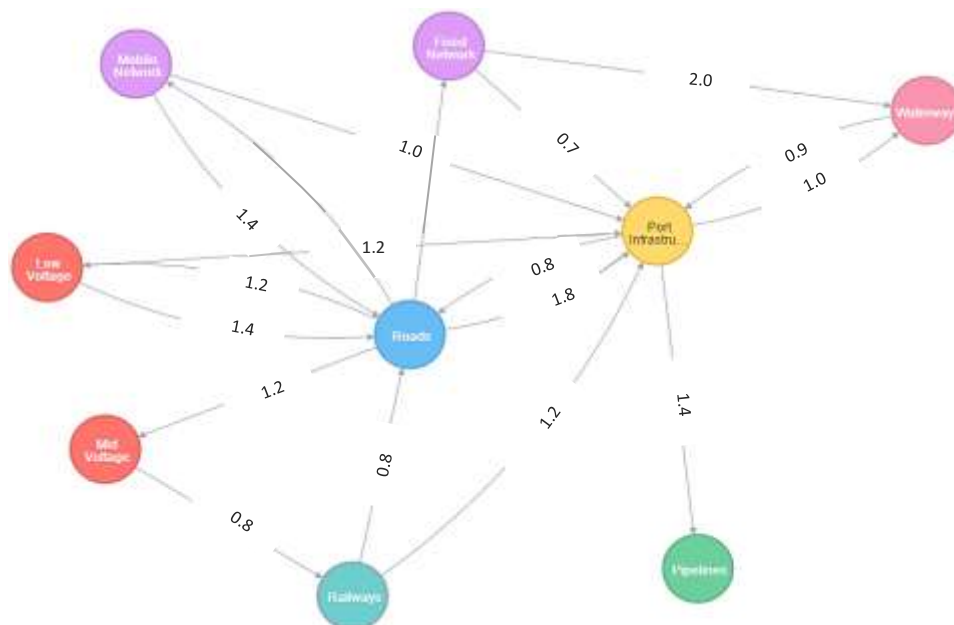 Mobile
Network
Fixed
Network
2.0
Waterway
1.0
0.7
0.9
1.0
1.4
1.2
Port
Infrastru...
Low
Voltage
1.2
0.8
1.8
1.4
Roads
1.2
1.2
1.4
Mid
Voltage
0.8
0.8
Railways
Pipelines